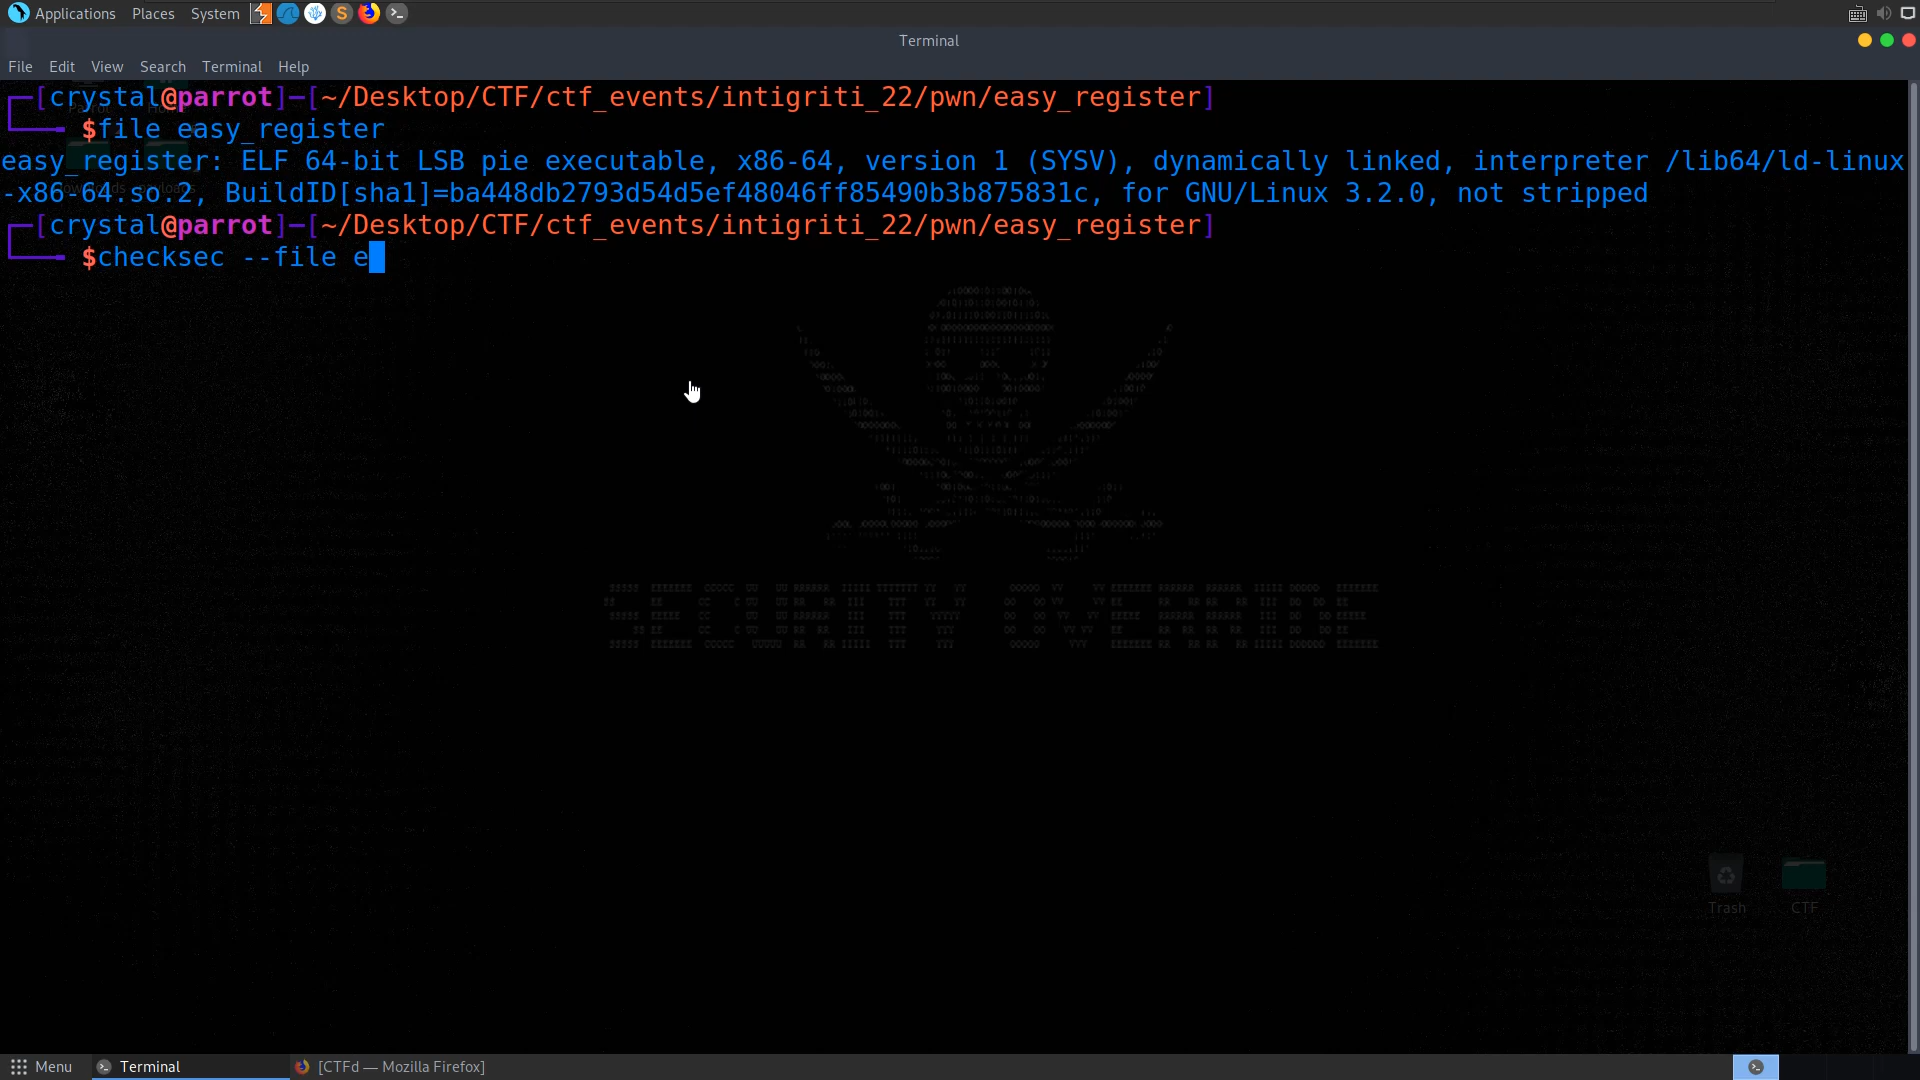 Applications Places System
Terminal
File Edit View Search Terminal Help
┌─[crystal@parrot]─[~/Desktop/CTF/ctf_events/intigriti_22/pwn/easy_register]
└──╼ $file easy_register
easy_register: ELF 64-bit LSB pie executable, x86-64, version 1 (SYSV), dynamically linked, interpreter /lib64/ld-linux
-x86-64.so.2, BuildID[sha1]=ba448db2793d54d5ef48046ff85490b3b875831c, for GNU/Linux 3.2.0, not stripped
┌─[crystal@parrot]─[~/Desktop/CTF/ctf_events/intigriti_22/pwn/easy_register]
└──╼ $checksec --file e
SECURITY OVERRIDE
Trash CTF
Menu Terminal [CTFd — Mozilla Firefox]